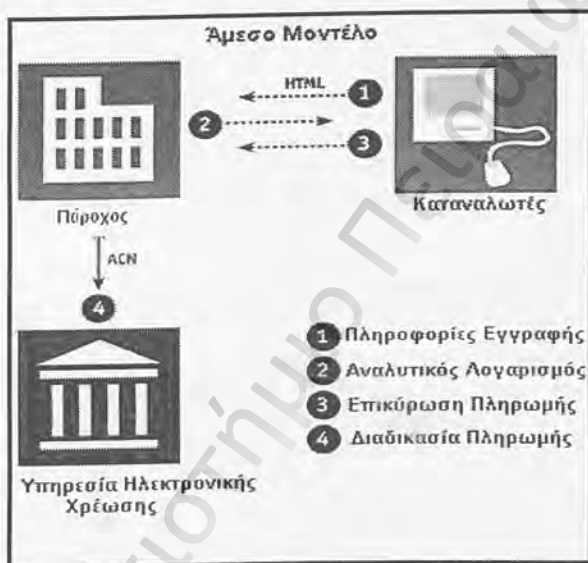 Άμεσο Μοντέλο
HTML
1
2
3
Πάροχος
Καταναλωτές
ACN
4
1 Πληροφορίες Εγγραφής
2 Αναλυτικός Λογαρισμός
3 Επικύρωση Πληρωμής
4 Διαδικασία Πληρωμής
Υπηρεσία Ηλεκτρονικής
Χρέωσης